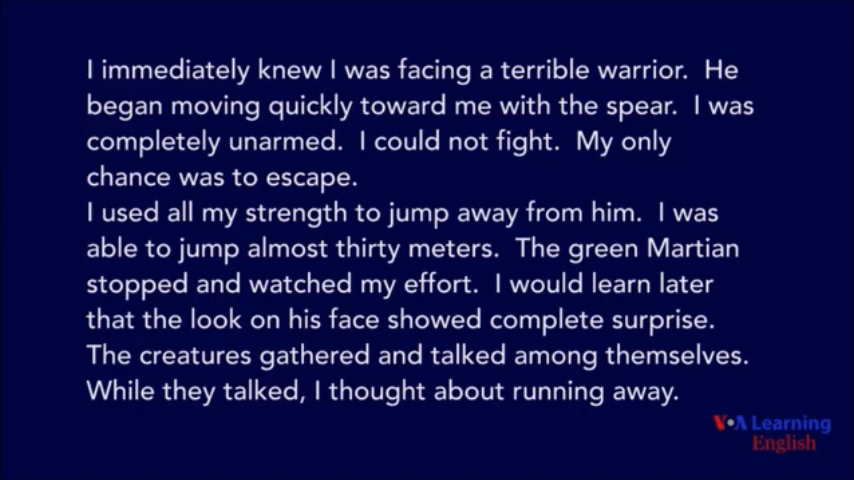 I immediately knew I was facing a terrible warrior.  He
began moving quickly toward me with the spear.  I was
completely unarmed.  I could not fight.  My only
chance was to escape.
I used all my strength to jump away from him.  I was
able to jump almost thirty meters.  The green Martian
stopped and watched my effort.  I would learn later
that the look on his face showed complete surprise.
The creatures gathered and talked among themselves.
While they talked, I thought about running away.
VOA Learning
English